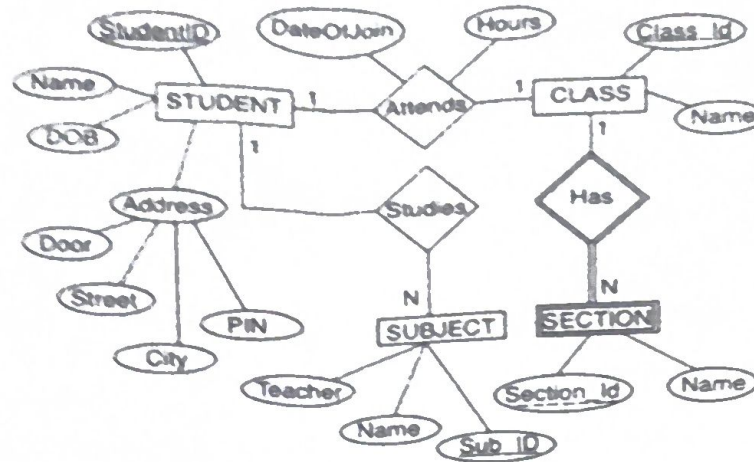 StudentID
DateOfJoin
Hours
Class_Id
Name
STUDENT
1
Attends
1
CLASS
Name
DOB
1
1
Address
Studies
Has
Door
Street
PIN
City
N
SUBJECT
N
SECTION
Teacher
Name
Sub_ID
Section_Id
Name